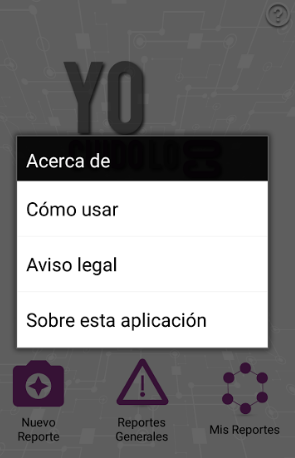 ?
YO
Acerca de
Cómo usar
Aviso legal
Sobre esta aplicación
Nuevo
Reporte
Reportes
Generales
Mis Reportes